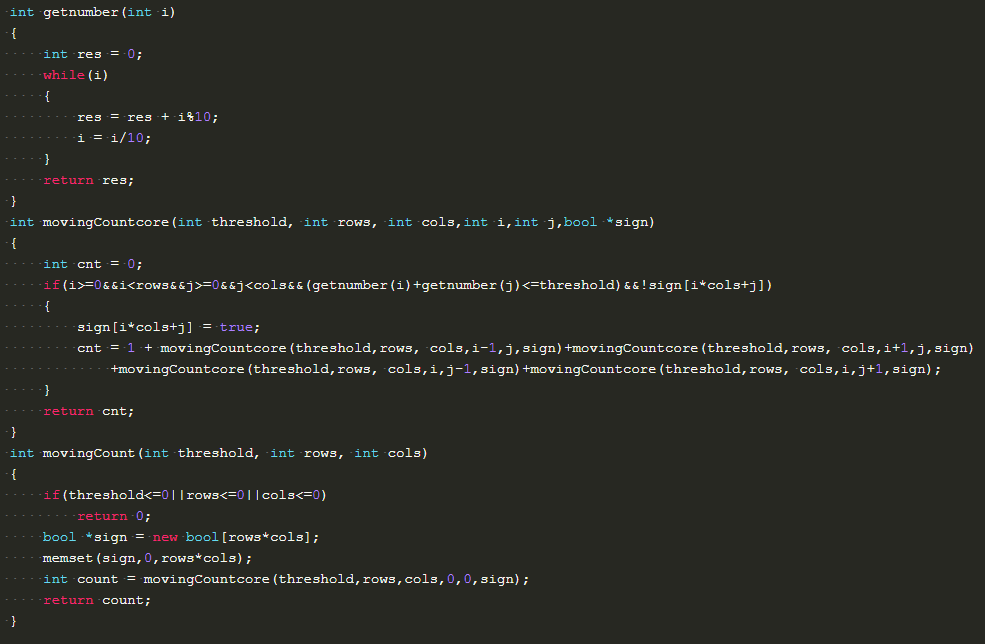 int getnumber(int i)
{
    int res = 0;
    while(i)
    {
        res = res + i%10;
        i = i/10;
    }
    return res;
}
int movingCountcore(int threshold, int rows, int cols,int i,int j,bool *sign)
{
    int cnt = 0;
    if(i>=0&&i<rows&&j>=0&&j<cols&&(getnumber(i)+getnumber(j)<=threshold)&&!sign[i*cols+j])
    {
        sign[i*cols+j] = true;
        cnt = 1 + movingCountcore(threshold,rows, cols,i-1,j,sign)+movingCountcore(threshold,rows, cols,i+1,j,sign)
            +movingCountcore(threshold,rows, cols,i,j-1,sign)+movingCountcore(threshold,rows, cols,i,j+1,sign);
    }
    return cnt;
}
int movingCount(int threshold, int rows, int cols)
{
    if(threshold<=0||rows<=0||cols<=0)
        return 0;
    bool *sign = new bool[rows*cols];
    memset(sign,0,rows*cols);
    int count = movingCountcore(threshold,rows,cols,0,0,sign);
    return count;
}